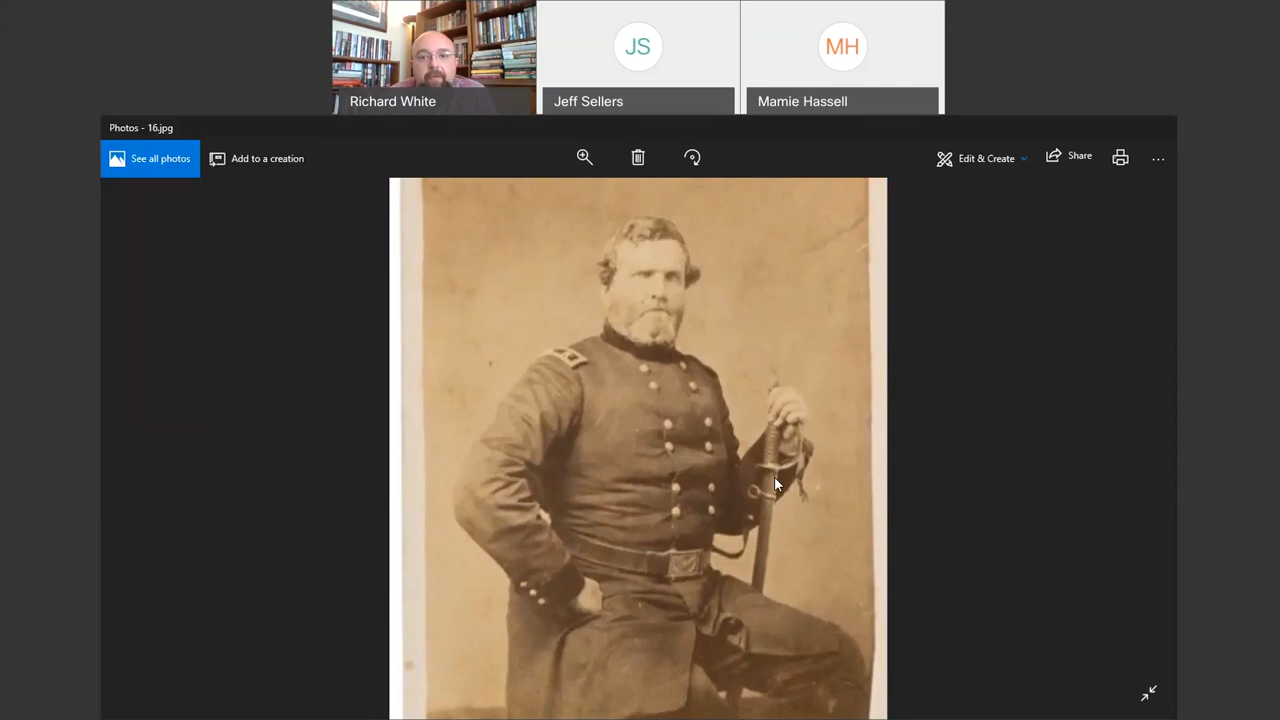 JS
MH
Richard White
Jeff Sellers
Mamie Hassell
Photos - 16.jpg
See all photos
Add to a creation
Edit & Create
Share